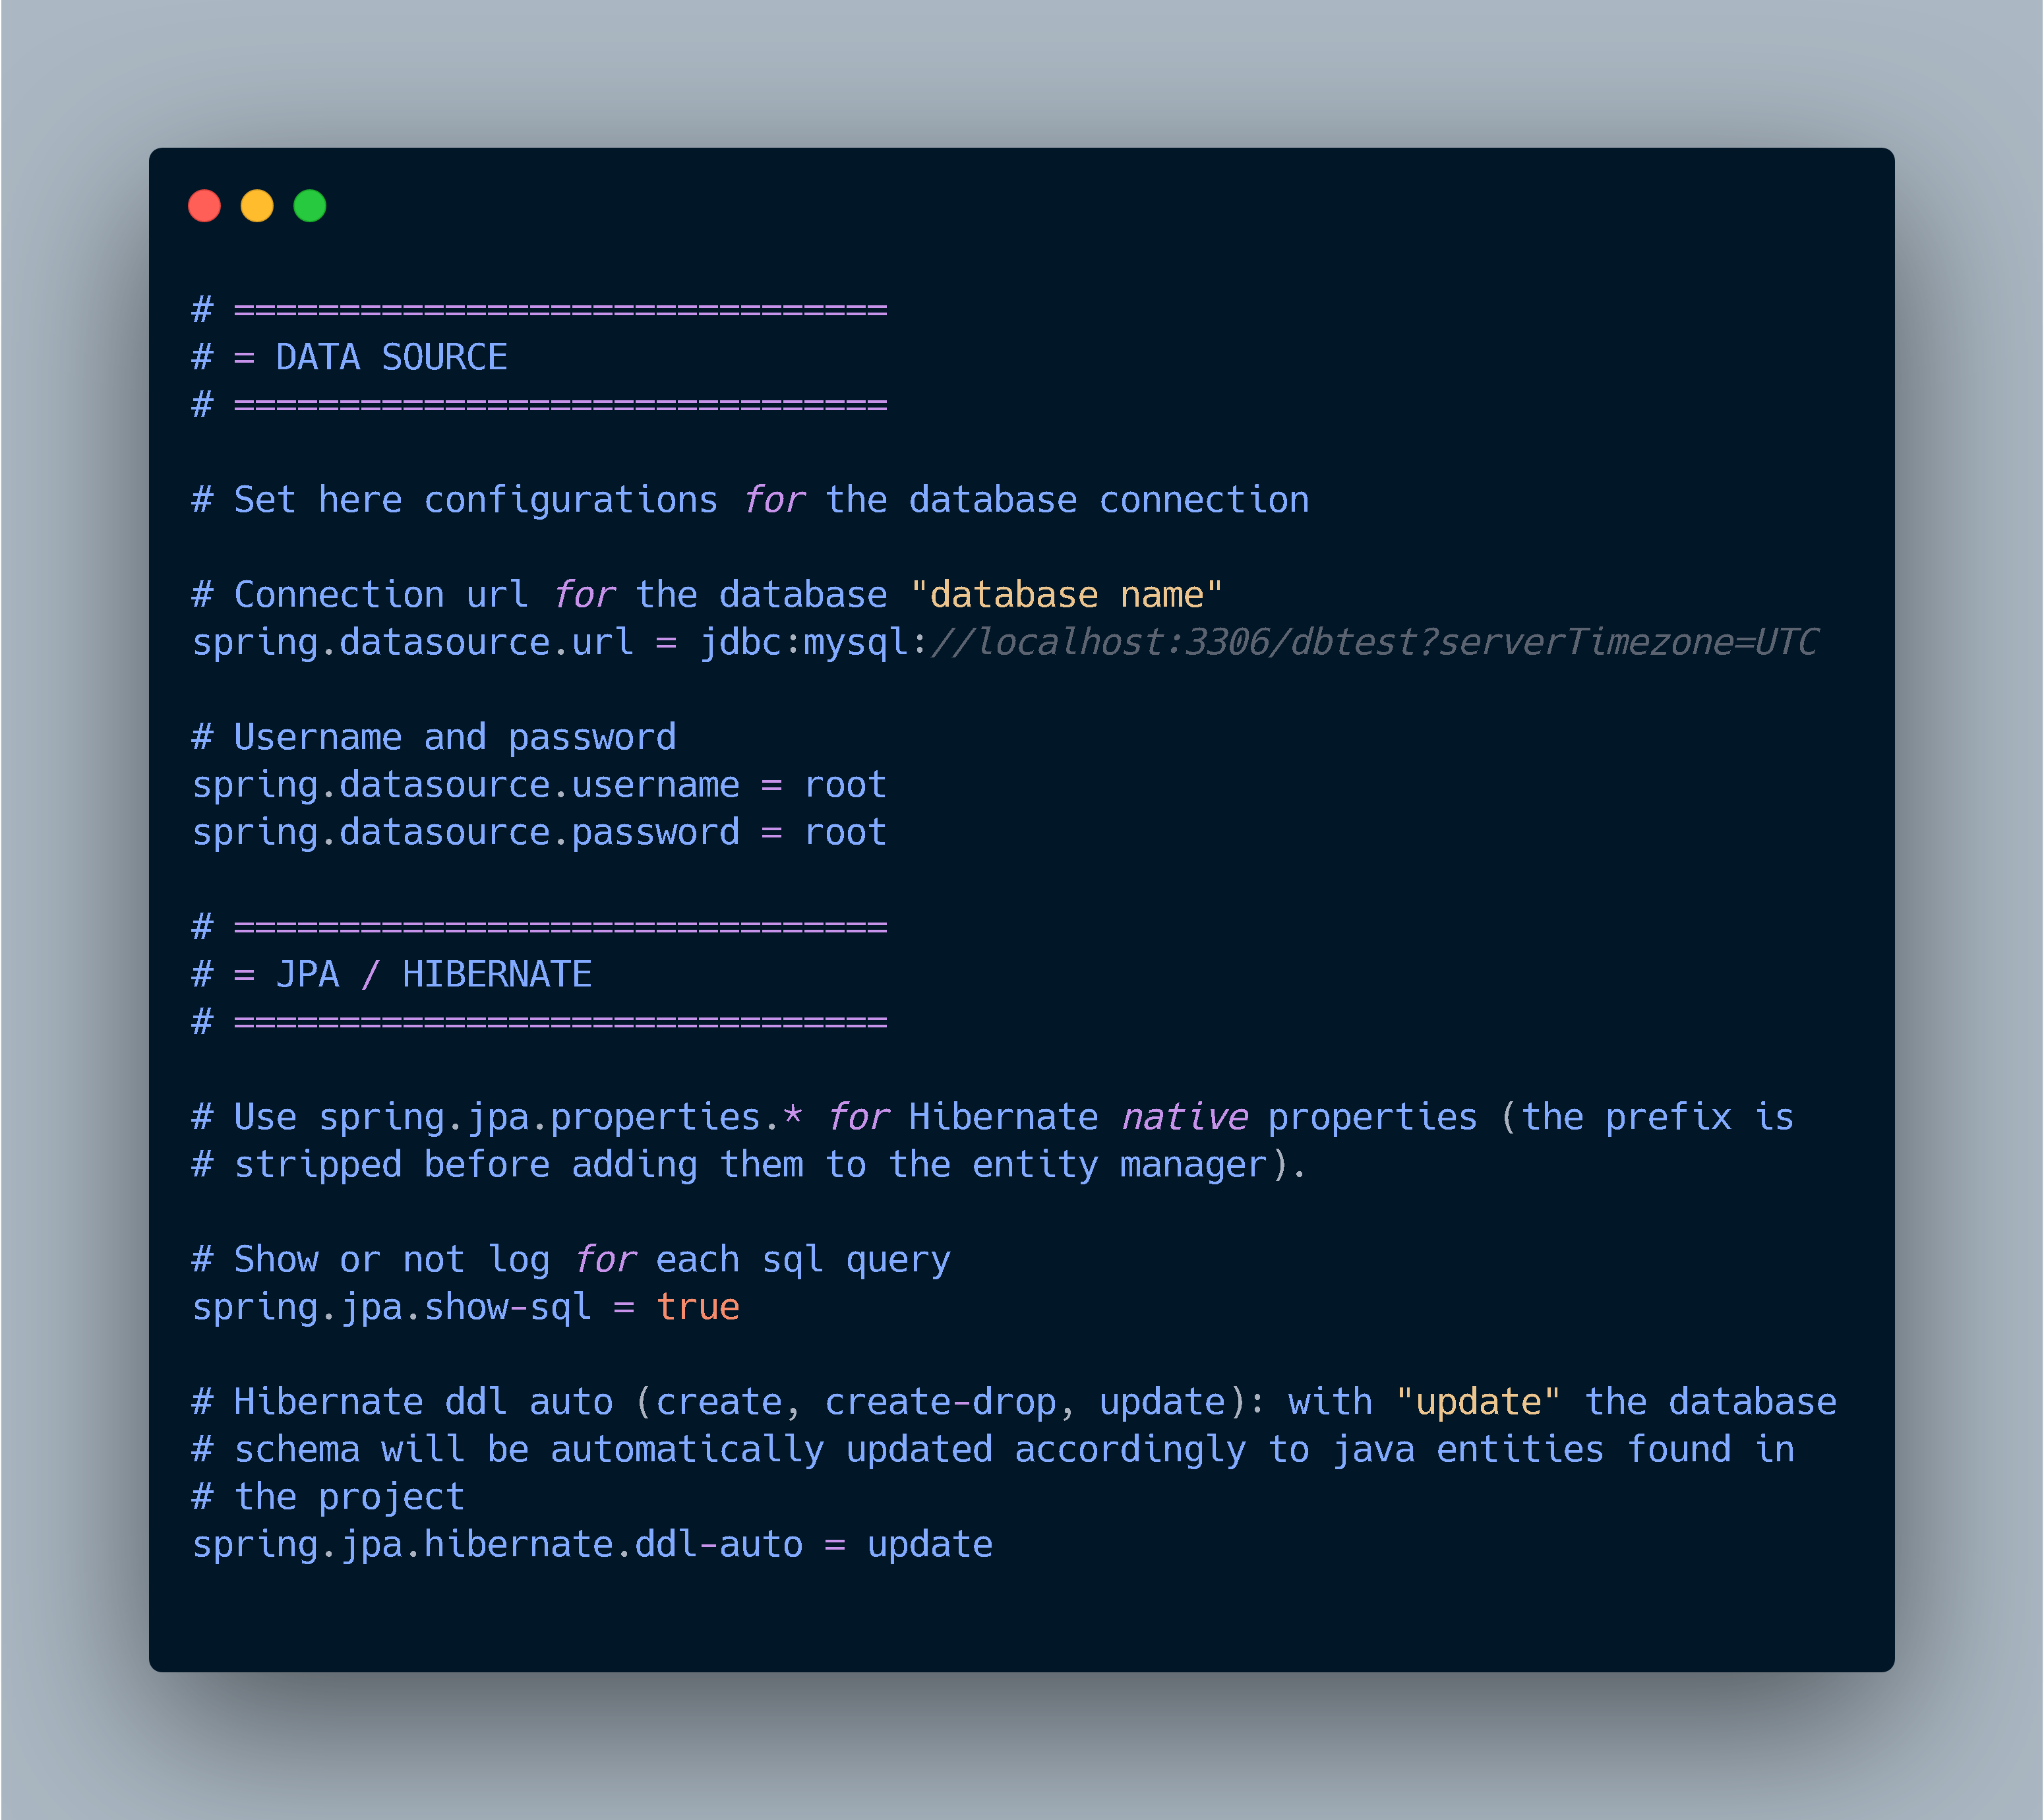 # ===============================
# = DATA SOURCE
# ===============================
# Set here configurations for the database connection
# Connection url for the database "database name"
spring.datasource.url = jdbc:mysql://localhost:3306/dbtest?serverTimezone=UTC
# Username and password
spring.datasource.username = root
spring.datasource.password = root
# ===============================
# = JPA / HIBERNATE
# ===============================
# Use spring.jpa.properties.* for Hibernate native properties (the prefix is
# stripped before adding them to the entity manager).
# Show or not log for each sql query
spring.jpa.show-sql = true
# Hibernate ddl auto (create, create-drop, update): with "update" the database
# schema will be automatically updated accordingly to java entities found in
# the project
spring.jpa.hibernate.ddl-auto = update